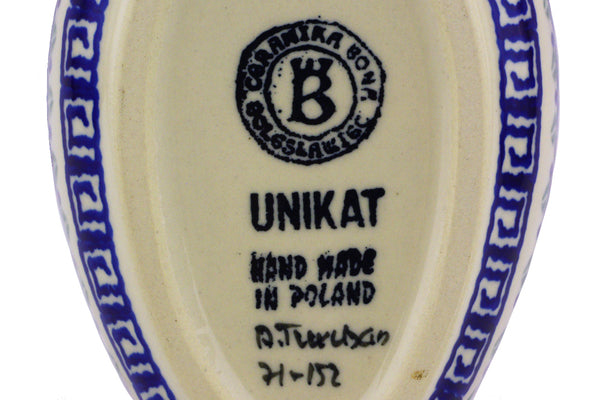 CERAMIKA BONA
BOLESŁAWIEC
B
UNIKAT
HAND MADE
IN POLAND
71-152